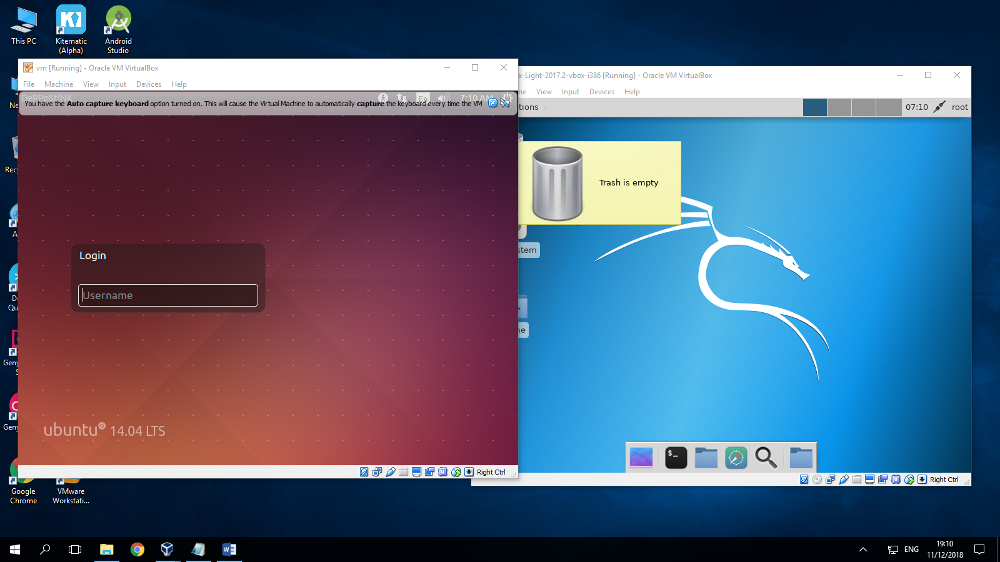 This PC
Kitematic
(Alpha)
Android
Studio
vm [Running] - Oracle VM VirtualBox
File Machine View Input Devices Help
DeRPnStiNK
En
7:10 AM
You have the Auto capture keyboard option turned on. This will cause the Virtual Machine to automatically capture the keyboard every time the VM
Login
Username
ubuntu 14.04 LTS
Right Ctrl
x-Light-2017.2-vbox-i386 [Running] - Oracle VM VirtualBox
ne View Input Devices Help
tions
07:10
root
Trash is empty
stem
ne
Right Ctrl
Ne
Recy
A
De
Qu
Geny
S
Geny
Google
Chrome
VMware
Workstati...
ENG
19:10
11/12/2018